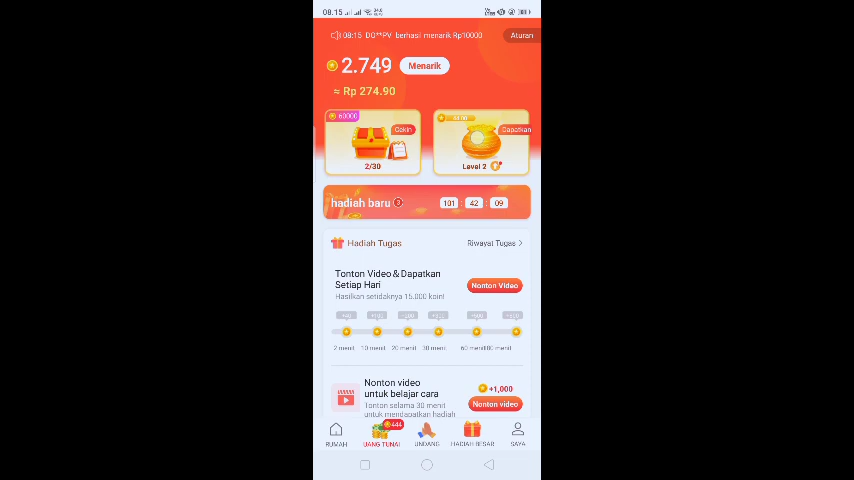 08.15
08:15 DO**PV berhasil menarik Rp10000
Aturan
2.749
Menarik
≈ Rp 274.90
60000
Cekin
Dapatkan
2/30
Level 2
hadiah baru 3
101 42 09
Hadiah Tugas
Riwayat Tugas >
Tonton Video & Dapatkan
Setiap Hari
Nonton Video
Hasilkan setidaknya 15.000 koin!
2 menit 10 menit 20 menit 30 menit 60 menit
Nonton video
untuk belajar cara
+1,000
Nonton video
Tonton selama 30 menit
untuk mendapatkan hadiah
444
RUMAH UANG TUNAI UNDANG HADIAH BESAR SAYA